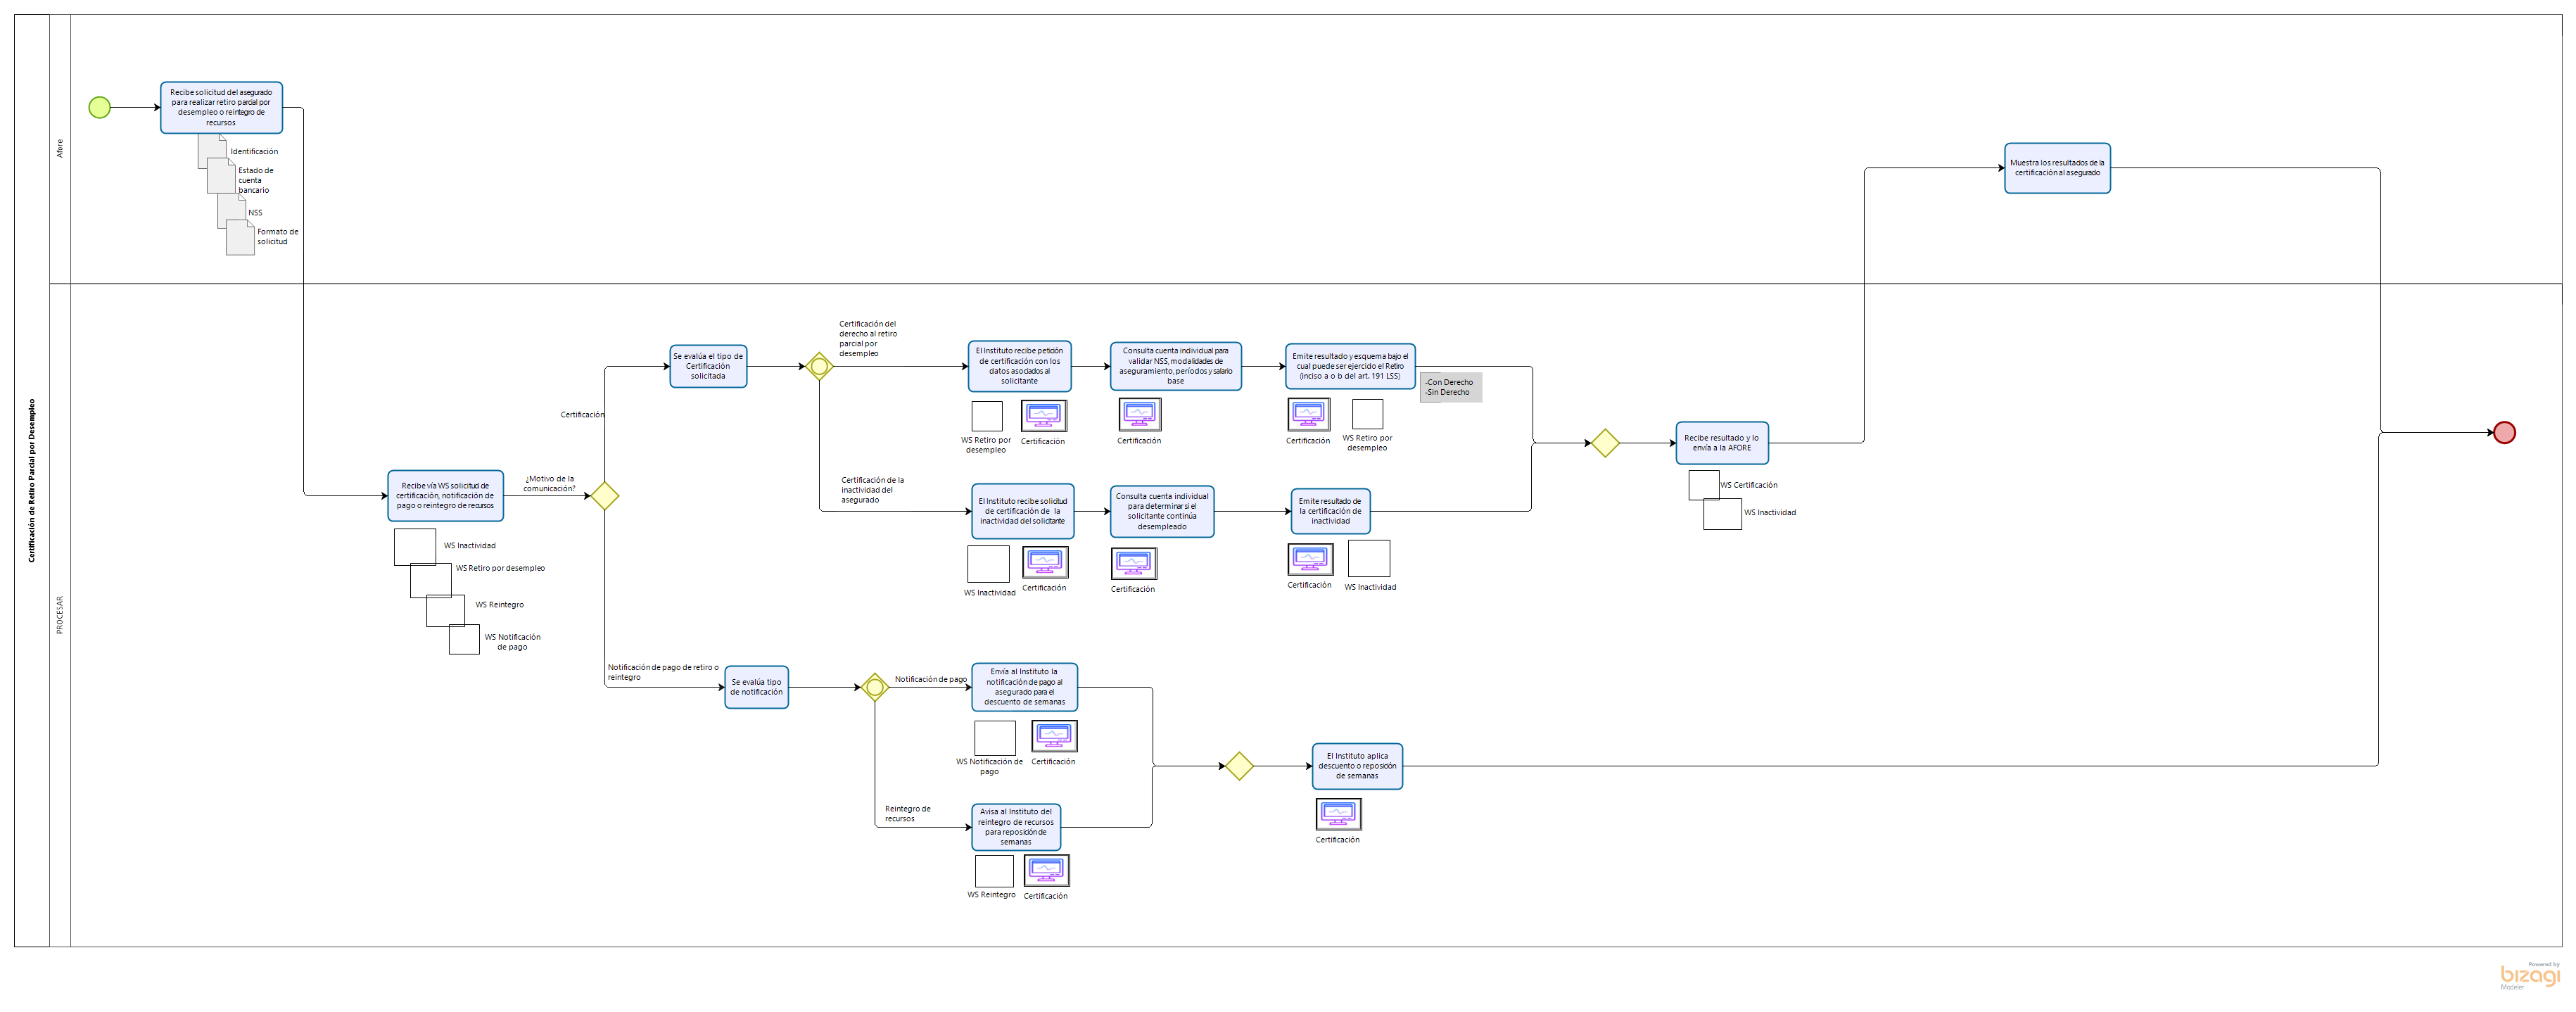 Certificación de Retiro Parcial por Desempleo
Afore
Recibe solicitud del asegurado
para realizar retiro parcial por
desempleo o reintegro de
recursos
Identificación
Estado de
cuenta
bancario
NSS
Formato de
solicitud
Muestra los resultados de la
certificación al asegurado
PROCESAR
Recibe vía WS solicitud de
certificación, notificación de
pago o reintegro de recursos
WS Inactividad
WS Retiro por desempleo
WS Reintegro
WS Notificación
de pago
¿Motivo de la
comunicación?
Certificación
Se evalúa el tipo de
Certificación
solicitada
Certificación del
derecho al retiro
parcial por
desempleo
El Instituto recibe petición
de certificación con los
datos asociados al
solicitante
WS Retiro por
desempleo
Certificación
Consulta cuenta individual para
validar NSS, modalidades de
aseguramiento, períodos y salario
base
Certificación
Emite resultado y esquema bajo el
cual puede ser ejercido el Retiro
(inciso a o b del art. 191 LSS)
-Con Derecho
-Sin Derecho
Certificación
WS Retiro por
desempleo
Certificación de la
inactividad del
asegurado
El Instituto recibe solicitud
de certificación de la
inactividad del solicitante
WS Inactividad
Certificación
Consulta cuenta individual
para determinar si el
solicitante continúa
desempleado
Certificación
Emite resultado de
la certificación de
inactividad
Certificación
WS Inactividad
Recibe resultado y lo
envía a la AFORE
WS Certificación
WS Inactividad
Notificación de pago de retiro o
reintegro
Se evalúa tipo
de notificación
Notificación de pago
Envía al Instituto la
notificación de pago al
asegurado para el
descuento de semanas
WS Notificación de
pago
Certificación
Reintegro de
recursos
Avisa al Instituto del
reintegro de recursos
para reposición de
semanas
WS Reintegro
Certificación
El Instituto aplica
descuento o reposición
de semanas
Certificación
Powered by
bizagi
Modeler